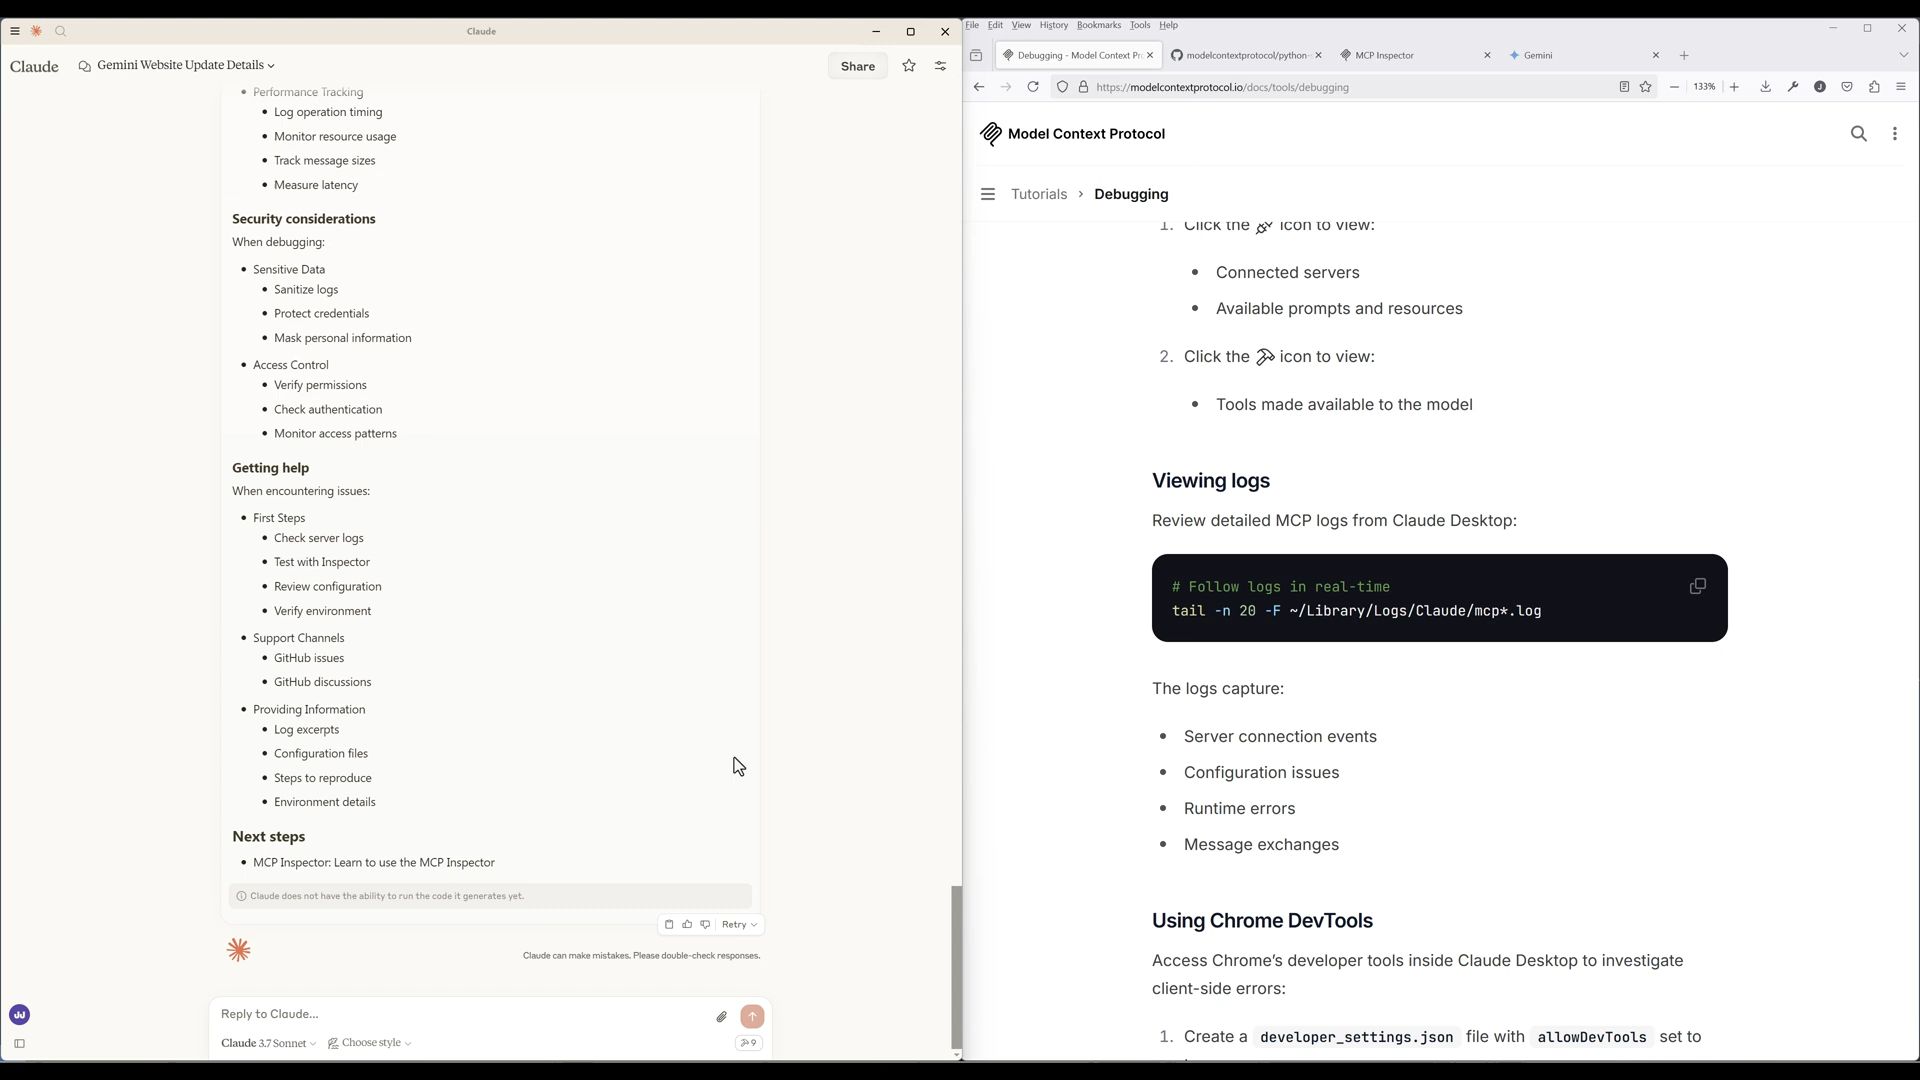 Claude
Claude
Gemini Website Update Details
Share
Performance Tracking
Log operation timing
Monitor resource usage
Track message sizes
Measure latency
Security considerations
When debugging:
Sensitive Data
Sanitize logs
Protect credentials
Mask personal information
Access Control
Verify permissions
Check authentication
Monitor access patterns
Getting help
When encountering issues:
First Steps
Check server logs
Test with Inspector
Review configuration
Verify environment
Support Channels
GitHub issues
GitHub discussions
Providing Information
Log excerpts
Configuration files
Steps to reproduce
Environment details
Next steps
MCP Inspector: Learn to use the MCP Inspector
Claude does not have the ability to run the code it generates yet.
Retry
Claude can make mistakes. Please double-check responses.
Reply to Claude...
Claude 3.7 Sonnet
Choose style
9
JJ
File Edit View History Bookmarks Tools Help
Debugging - Model Context Pr
modelcontextprotocol/python-
MCP Inspector
Gemini
https://modelcontextprotocol.io/docs/tools/debugging
133%
J
Model Context Protocol
Tutorials > Debugging
1. Click the icon to view:
Connected servers
Available prompts and resources
2. Click the icon to view:
Tools made available to the model
Viewing logs
Review detailed MCP logs from Claude Desktop:
# Follow logs in real-time
tail -n 20 -F ~/Library/Logs/Claude/mcp*.log
The logs capture:
Server connection events
Configuration issues
Runtime errors
Message exchanges
Using Chrome DevTools
Access Chrome’s developer tools inside Claude Desktop to investigate
client-side errors:
1. Create a developer_settings.json file with allowDevTools set to